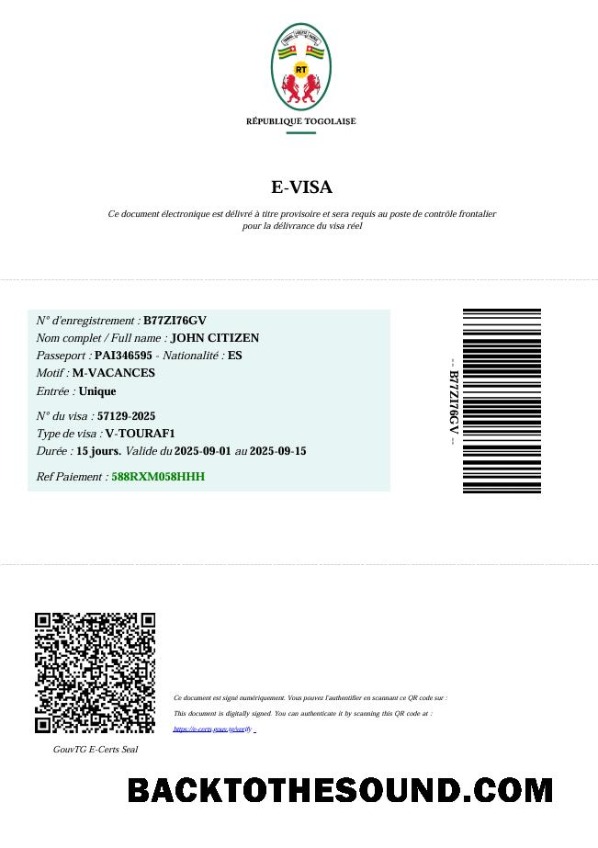 RT
RÉPUBLIQUE TOGOLAISE
E-VISA
Ce document électronique est délivré à titre provisoire et sera requis au poste de contrôle frontalier
pour la délivrance du visa réel
N° d'enregistrement : B77ZI76GV
Nom complet / Full name : JOHN CITIZEN
Passeport : PAI346595 - Nationalité : ES
Motif : M-VACANCES
Entrée : Unique
N° du visa : 57129-2025
Type de visa : V-TOURAF1
Durée : 15 jours. Valide du 2025-09-01 au 2025-09-15
Ref Paiement : 588RXM058HHH
-- B77ZI76GV --
Ce document est signé numériquement. Vous pouvez l'authentifier en scannant ce QR code sur :
This document is digitally signed. You can authenticate it by scanning this QR code at :
https://e-certs.gouv.tg/verify
GouvTG E-Certs Seal
BACKTOTHESOUND.COM